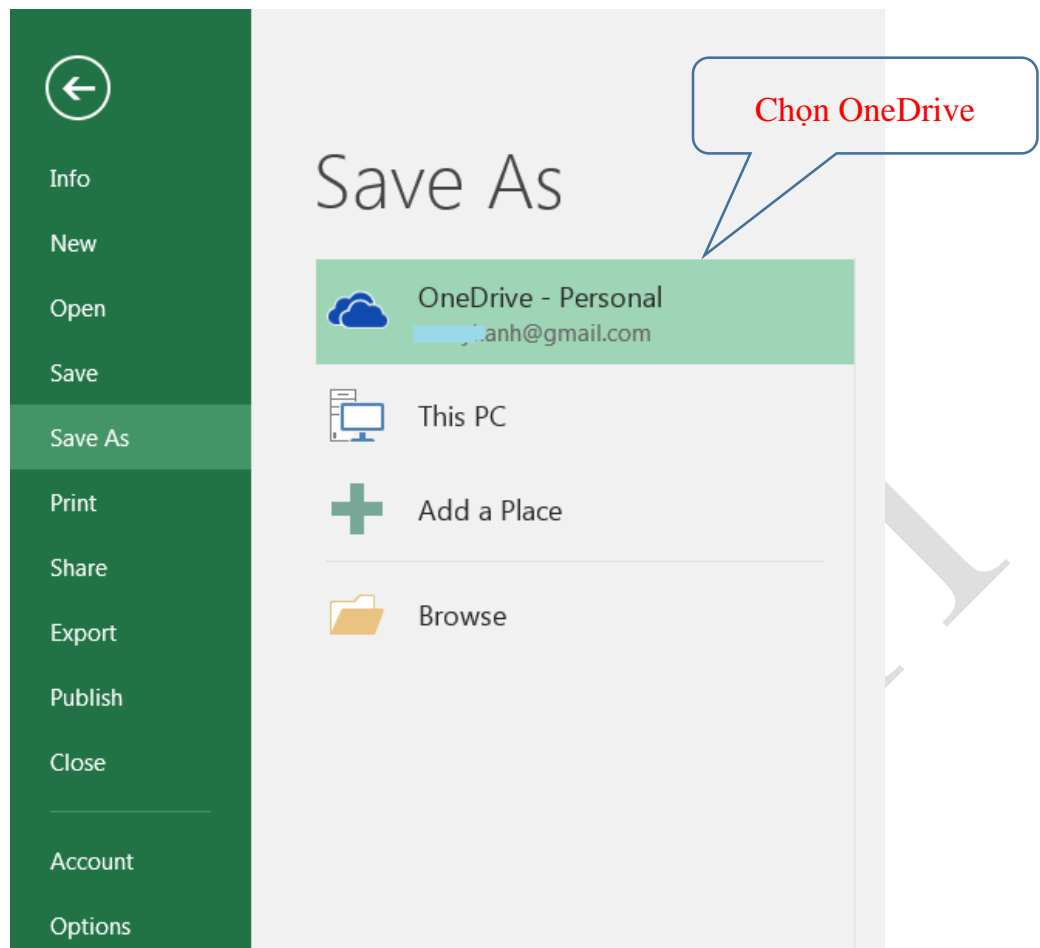 Chọn OneDrive
Info
New
Open
Save
Save As
Print
Share
Export
Publish
Close
Account
Options
Save As
OneDrive - Personal
anh@gmail.com
This PC
Add a Place
Browse